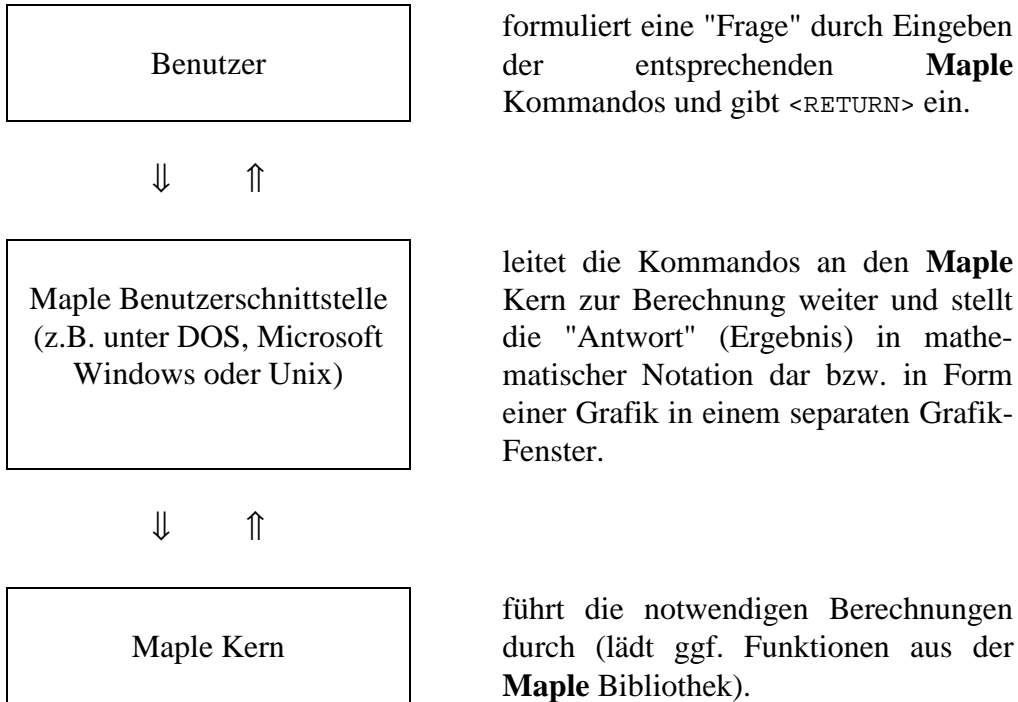 Benutzer
formuliert eine "Frage" durch Eingeben
der entsprechenden Maple
Kommandos und gibt <RETURN> ein.
⇓ ⇑
Maple Benutzerschnittstelle
(z.B. unter DOS, Microsoft
Windows oder Unix)
leitet die Kommandos an den Maple
Kern zur Berechnung weiter und stellt
die "Antwort" (Ergebnis) in mathe-
matischer Notation dar bzw. in Form
einer Grafik in einem separaten Grafik-
Fenster.
⇓ ⇑
Maple Kern
führt die notwendigen Berechnungen
durch (lädt ggf. Funktionen aus der
Maple Bibliothek).